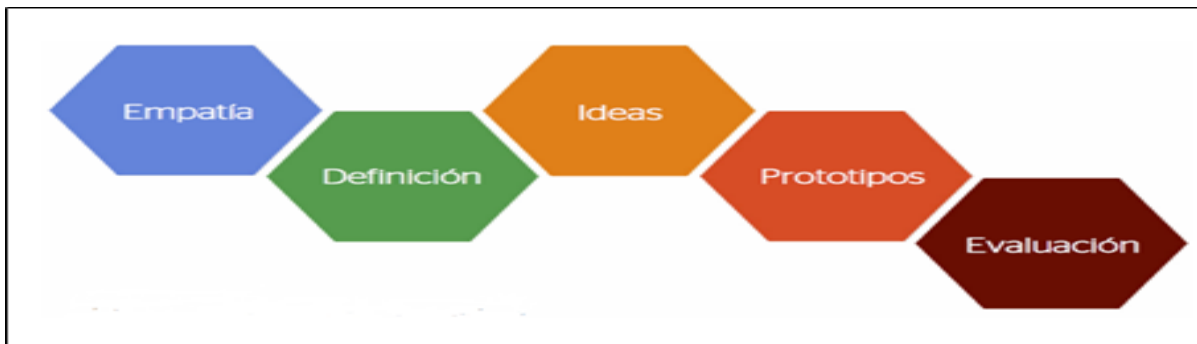 Empatía
Definición
Ideas
Prototipos
Evaluación